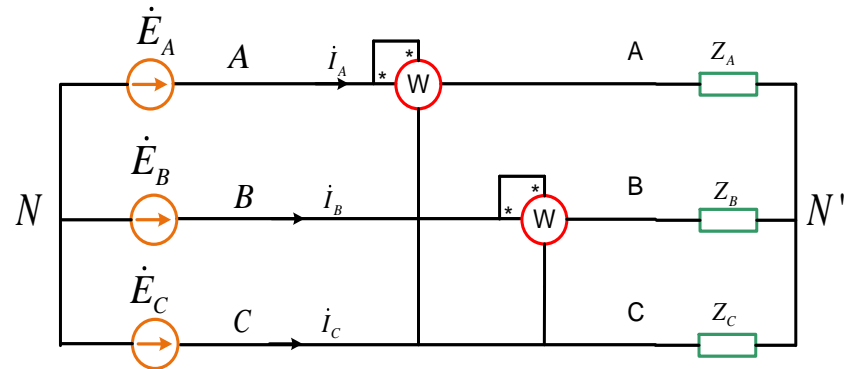 Ė_A A İ_A * * W A Z_A
Ė_B B İ_B * * W B Z_B
N N'
Ė_C C İ_C C Z_C